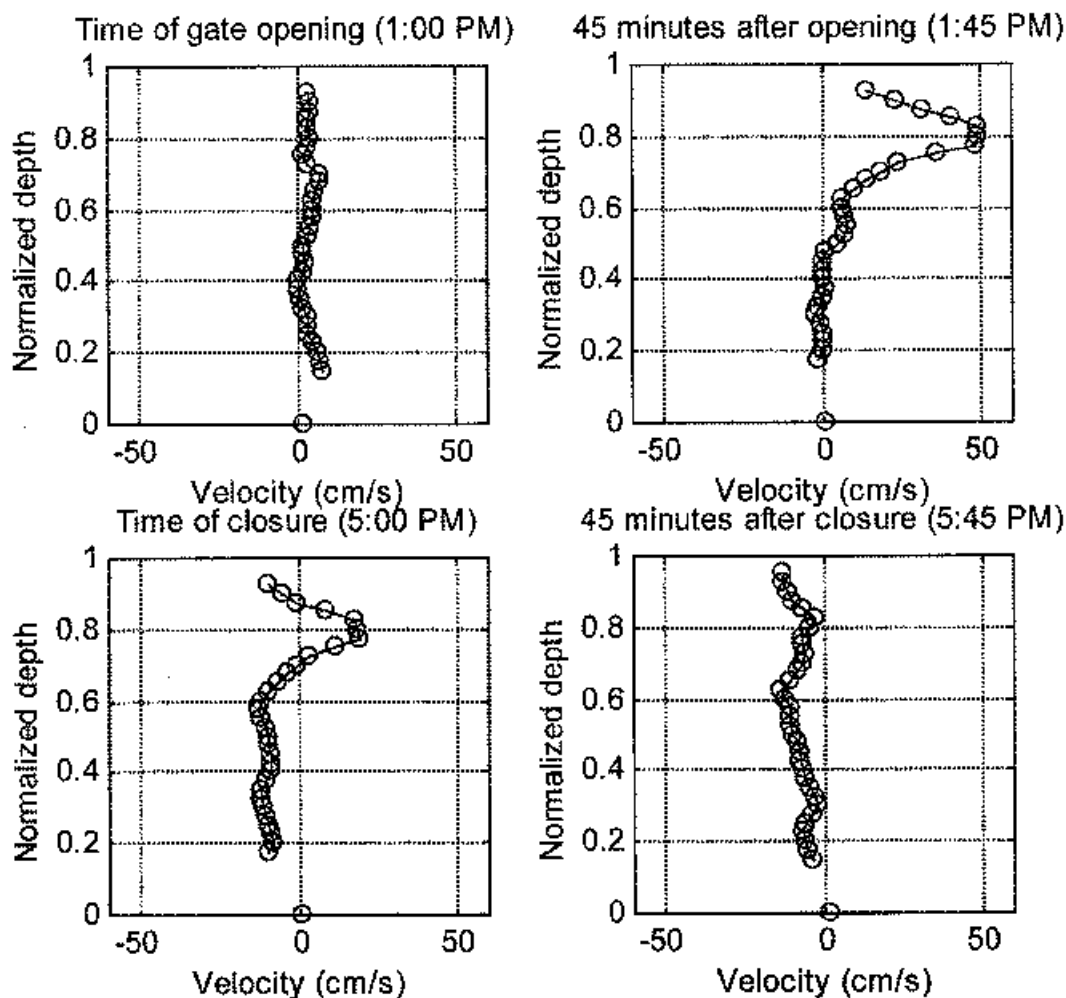 Time of gate opening (1:00 PM)
1
0.8
0.6
0.4
0.2
0
Normalized depth
-50 0 50
Velocity (cm/s)
45 minutes after opening (1:45 PM)
1
0.8
0.6
0.4
0.2
0
Normalized depth
-50 0 50
Velocity (cm/s)
Time of closure (5:00 PM)
1
0.8
0.6
0.4
0.2
0
Normalized depth
-50 0 50
Velocity (cm/s)
45 minutes after closure (5:45 PM)
1
0.8
0.6
0.4
0.2
0
Normalized depth
-50 0 50
Velocity (cm/s)